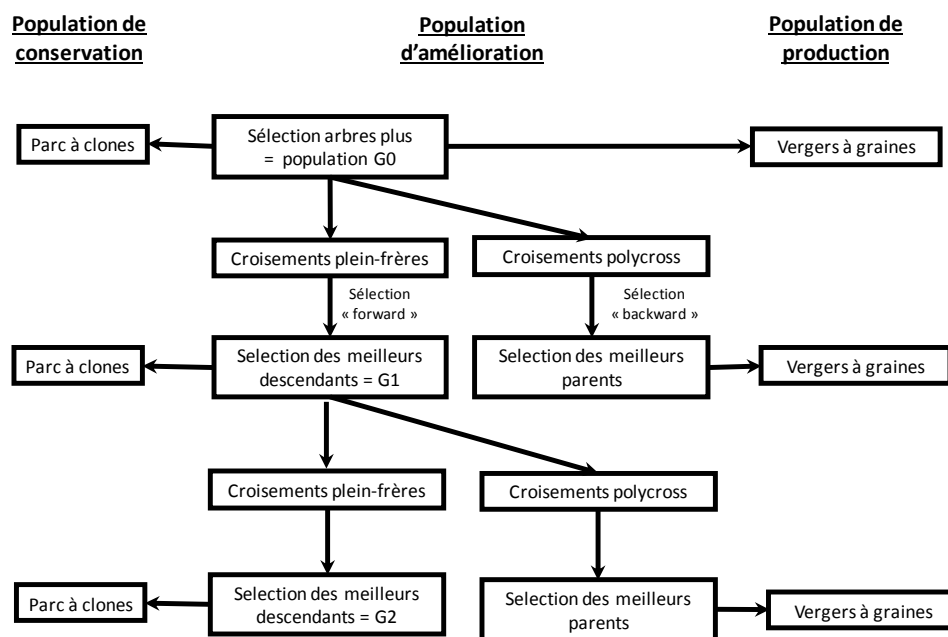 Population de
conservation
Population
d'amélioration
Population de
production
Parc à clones
Sélection arbres plus
= population G0
Vergers à graines
Croisements plein-frères
Croisements polycross
Sélection
« forward »
Sélection
« backward »
Parc à clones
Selection des meilleurs
descendants = G1
Selection des meilleurs
parents
Vergers à graines
Croisements plein-frères
Croisements polycross
Parc à clones
Selection des meilleurs
descendants = G2
Selection des meilleurs
parents
Vergers à graines